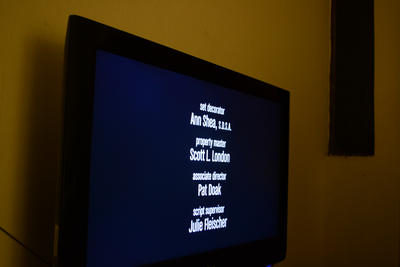 set decorator
Ann Shea, S.D.S.A.
property master
Scott L. London
associate director
Pat Doak
script supervisor
Julie Fleischer